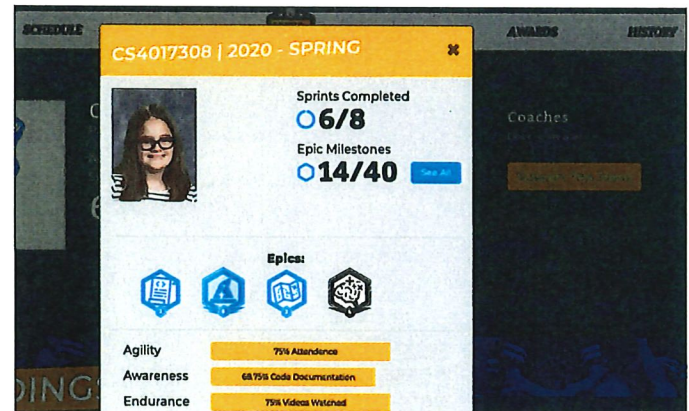 SCHEDULE
AWARDS
HISTORY
CS4017308 | 2020 - SPRING
Sprints Completed
6/8
Epic Milestones
14/40
See All
Coaches
Epics:
Agility
75% Attendance
Awareness
68.75% Code Documentation
Endurance
75% Videos Watched
DING